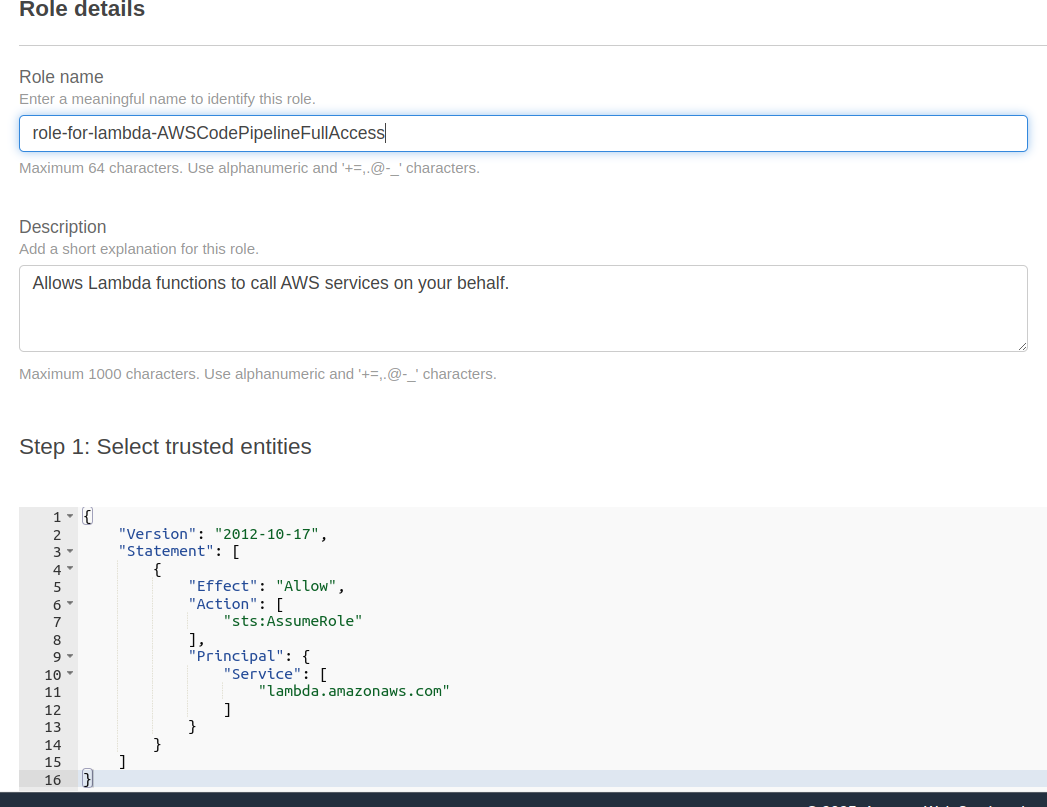 Role details
Role name
Enter a meaningful name to identify this role.
role-for-lambda-AWSCodePipelineFullAccess
Maximum 64 characters. Use alphanumeric and '+=,.@-_' characters.
Description
Add a short explanation for this role.
Allows Lambda functions to call AWS services on your behalf.
Maximum 1000 characters. Use alphanumeric and '+=,.@-_' characters.
Step 1: Select trusted entities
1 {
2     "Version": "2012-10-17",
3     "Statement": [
4         {
5             "Effect": "Allow",
6             "Action": [
7                 "sts:AssumeRole"
8             ],
9             "Principal": {
10                 "Service": [
11                     "lambda.amazonaws.com"
12                 ]
13             }
14         }
15     ]
16 }